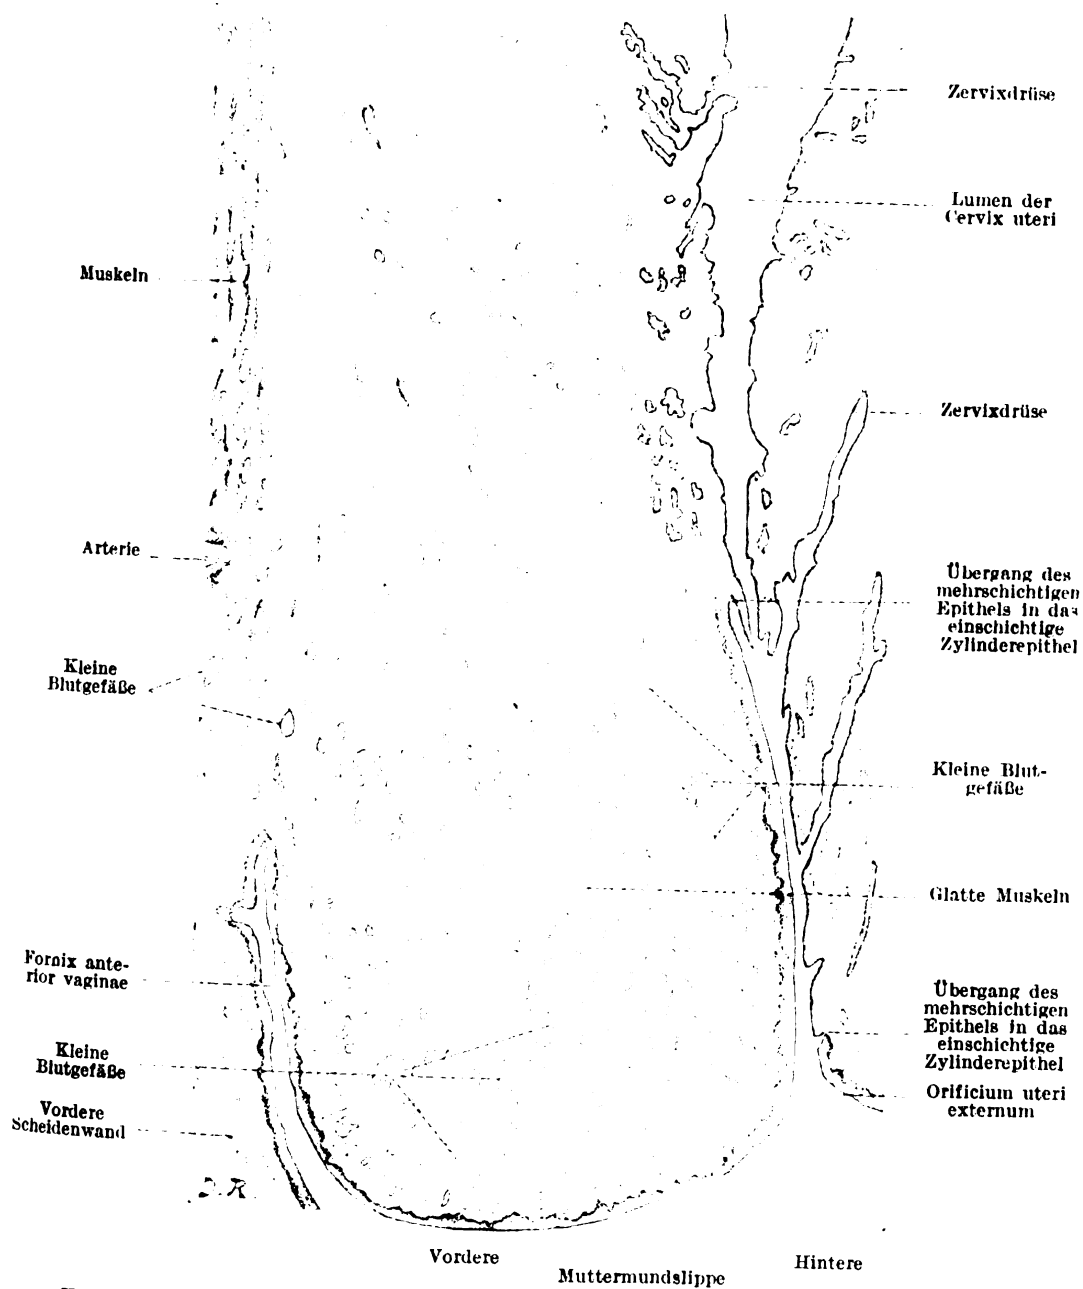 Zervixdrüse
Lumen der
Cervix uteri
Muskeln
Zervixdrüse
Arterie
Übergang des
mehrschichtigen
Epithels in das
einschichtige
Zylinderepithel
Kleine
Blutgefäße
Kleine Blut-
gefäße
Glatte Muskeln
Fornix ante-
rior vaginae
Übergang des
mehrschichtigen
Epithels in das
einschichtige
Zylinderepithel
Kleine
Blutgefäße
Orificium uteri
externum
Vordere
Scheidenwand
J. R.
Vordere
Hintere
Muttermundslippe